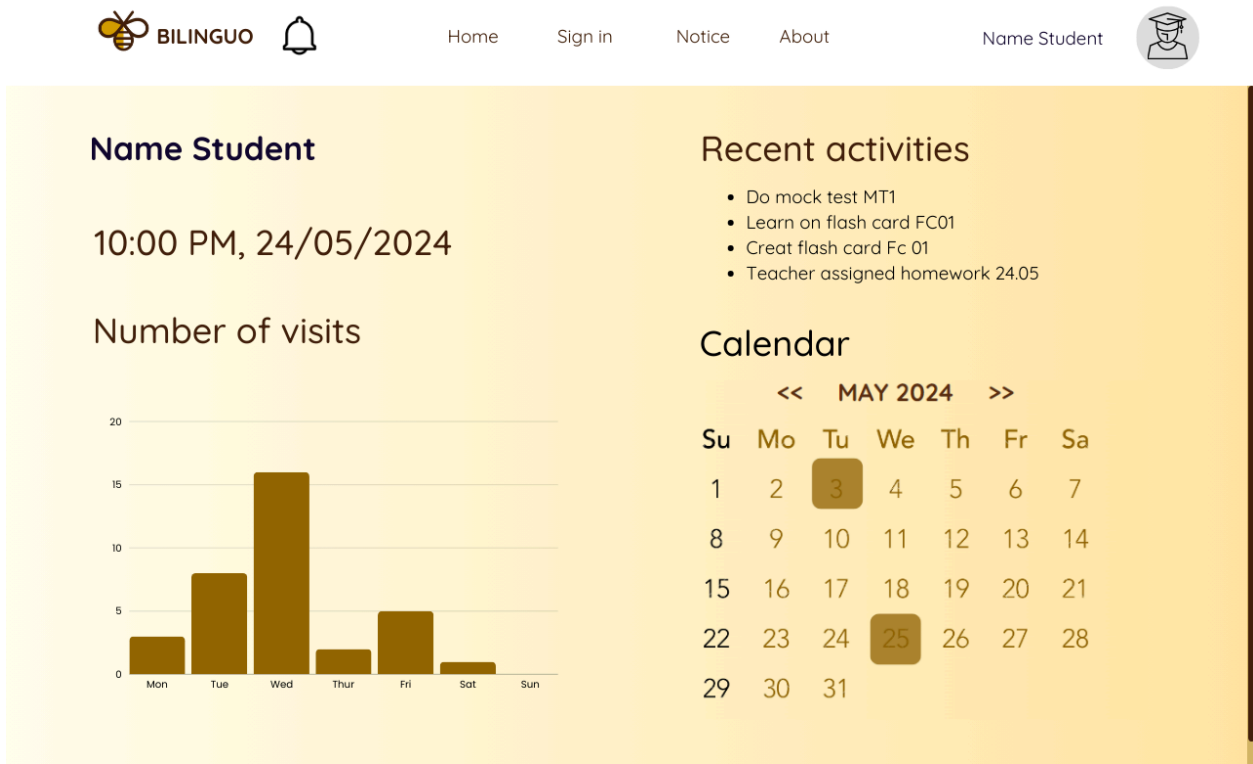 BILINGUO
Home Sign in Notice About
Name Student
Name Student
10:00 PM, 24/05/2024
Number of visits
20
15
10
5
0
Mon Tue Wed Thur Fri Sat Sun
Recent activities
• Do mock test MT1
• Learn on flash card FC01
• Creat flash card Fc 01
• Teacher assigned homework 24.05
Calendar
<< MAY 2024 >>
Su Mo Tu We Th Fr Sa
1 2 3 4 5 6 7
8 9 10 11 12 13 14
15 16 17 18 19 20 21
22 23 24 25 26 27 28
29 30 31